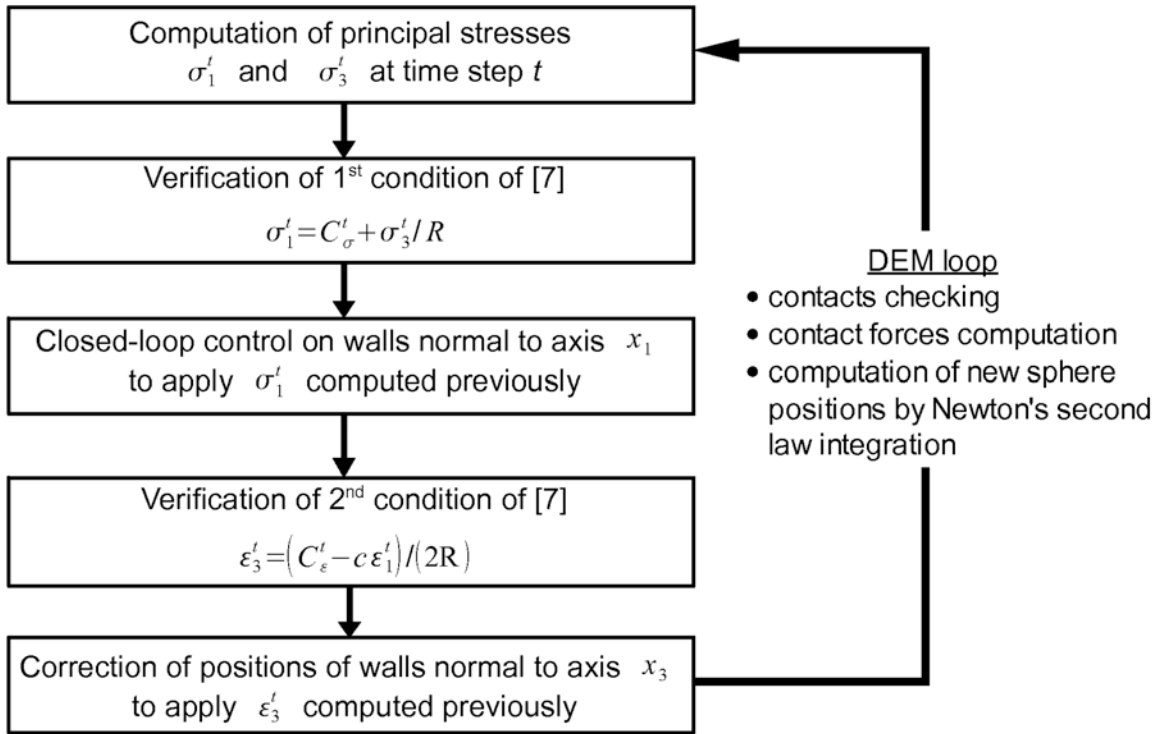 Computation of principal stresses
σ₁ᵗ and σ₃ᵗ at time step t
Verification of 1st condition of [7]
σ₁ᵗ=C_σᵗ+σ₃ᵗ/R
Closed-loop control on walls normal to axis x₁
to apply σ₁ᵗ computed previously
Verification of 2nd condition of [7]
ε₃ᵗ=(C_εᵗ−cε₁ᵗ)/(2R)
Correction of positions of walls normal to axis x₃
to apply ε₃ᵗ computed previously
DEM loop
• contacts checking
• contact forces computation
• computation of new sphere
positions by Newton's second
law integration